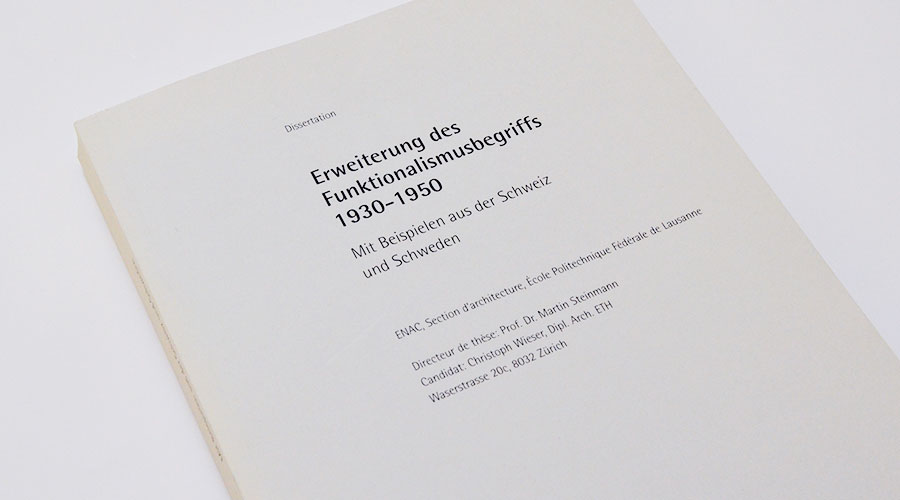 Dissertation
Erweiterung des
Funktionalismusbegriffs
1930–1950
Mit Beispielen aus der Schweiz
und Schweden
ENAC, Section d'architecture, École Politechnique Fédérale de Lausanne
Directeur de thèse: Prof. Dr. Martin Steinmann
Candidat: Christoph Wieser, Dipl. Arch. ETH
Waserstrasse 20c, 8032 Zürich